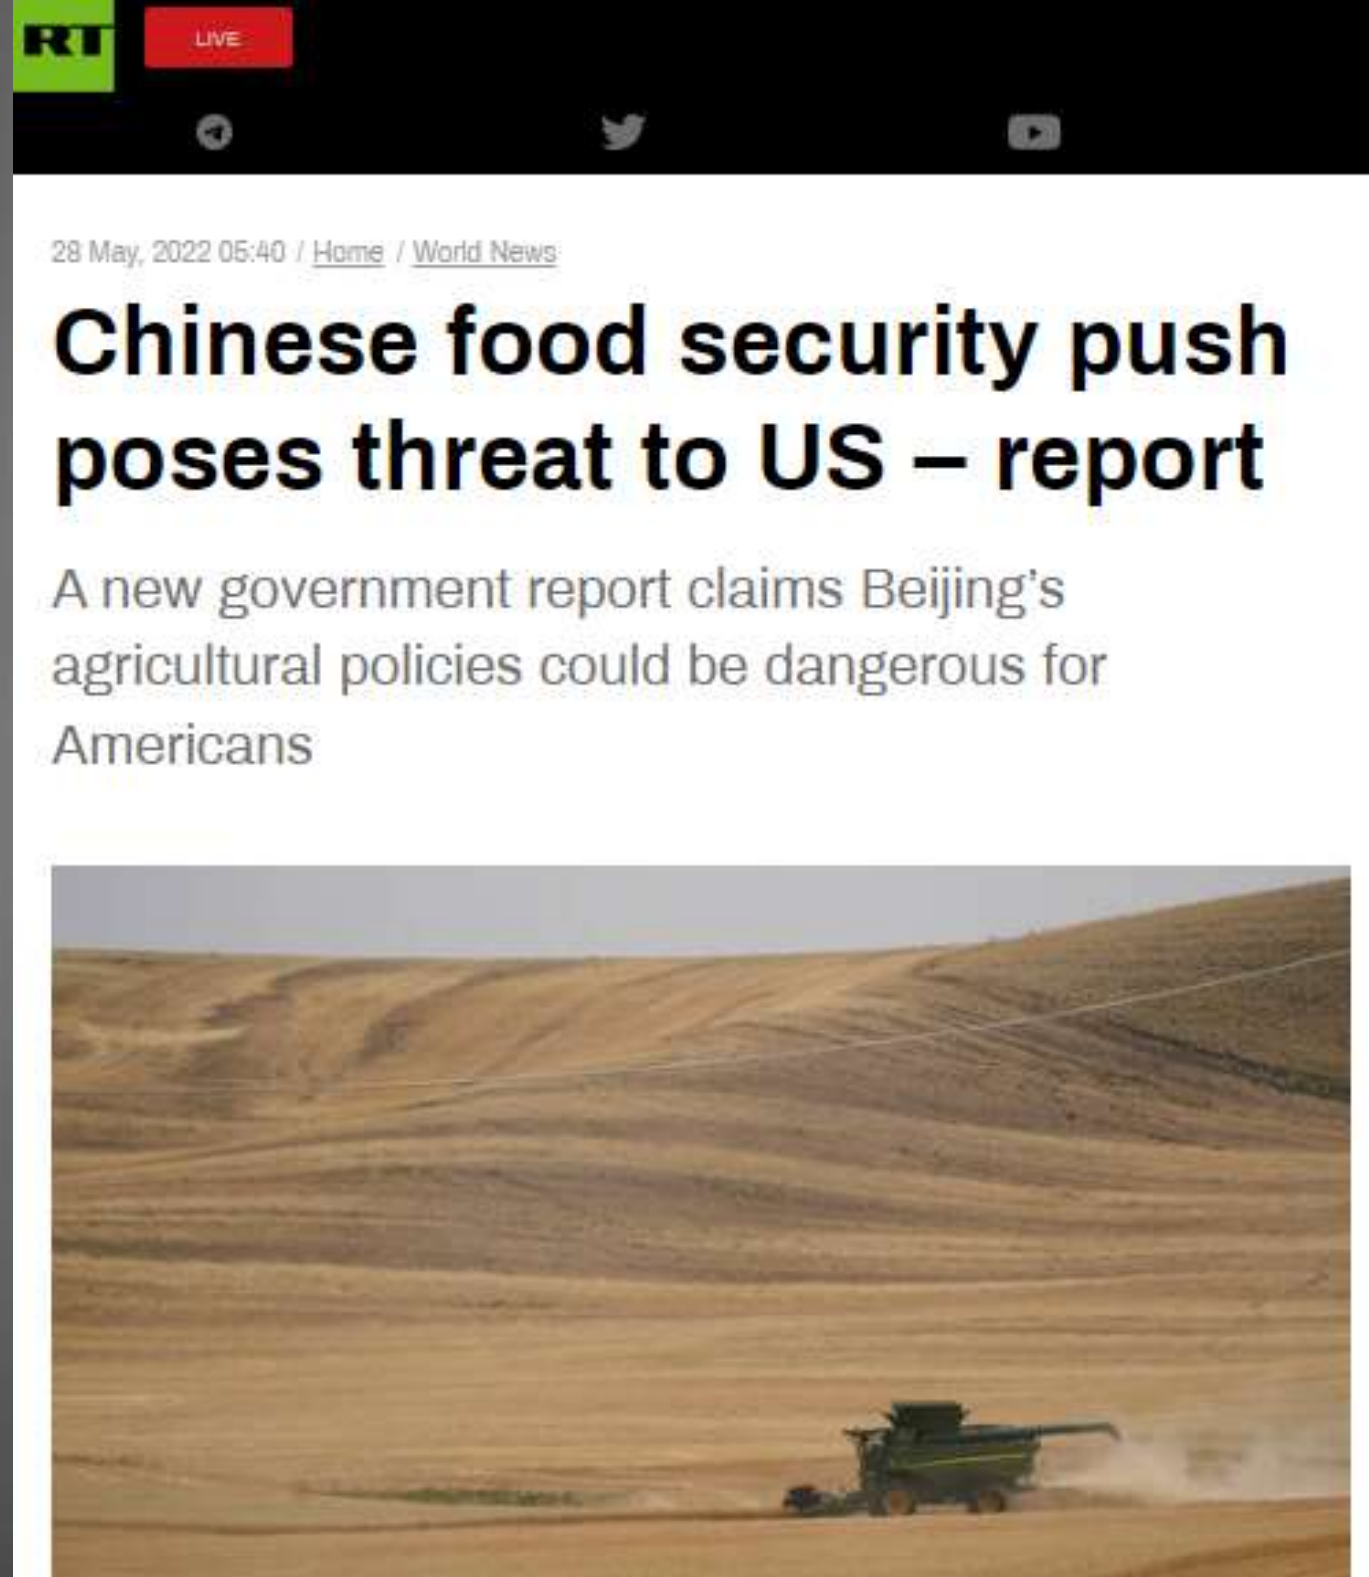 RT
LIVE
28 May, 2022 05:40 / Home / World News
Chinese food security push
poses threat to US – report
A new government report claims Beijing's
agricultural policies could be dangerous for
Americans